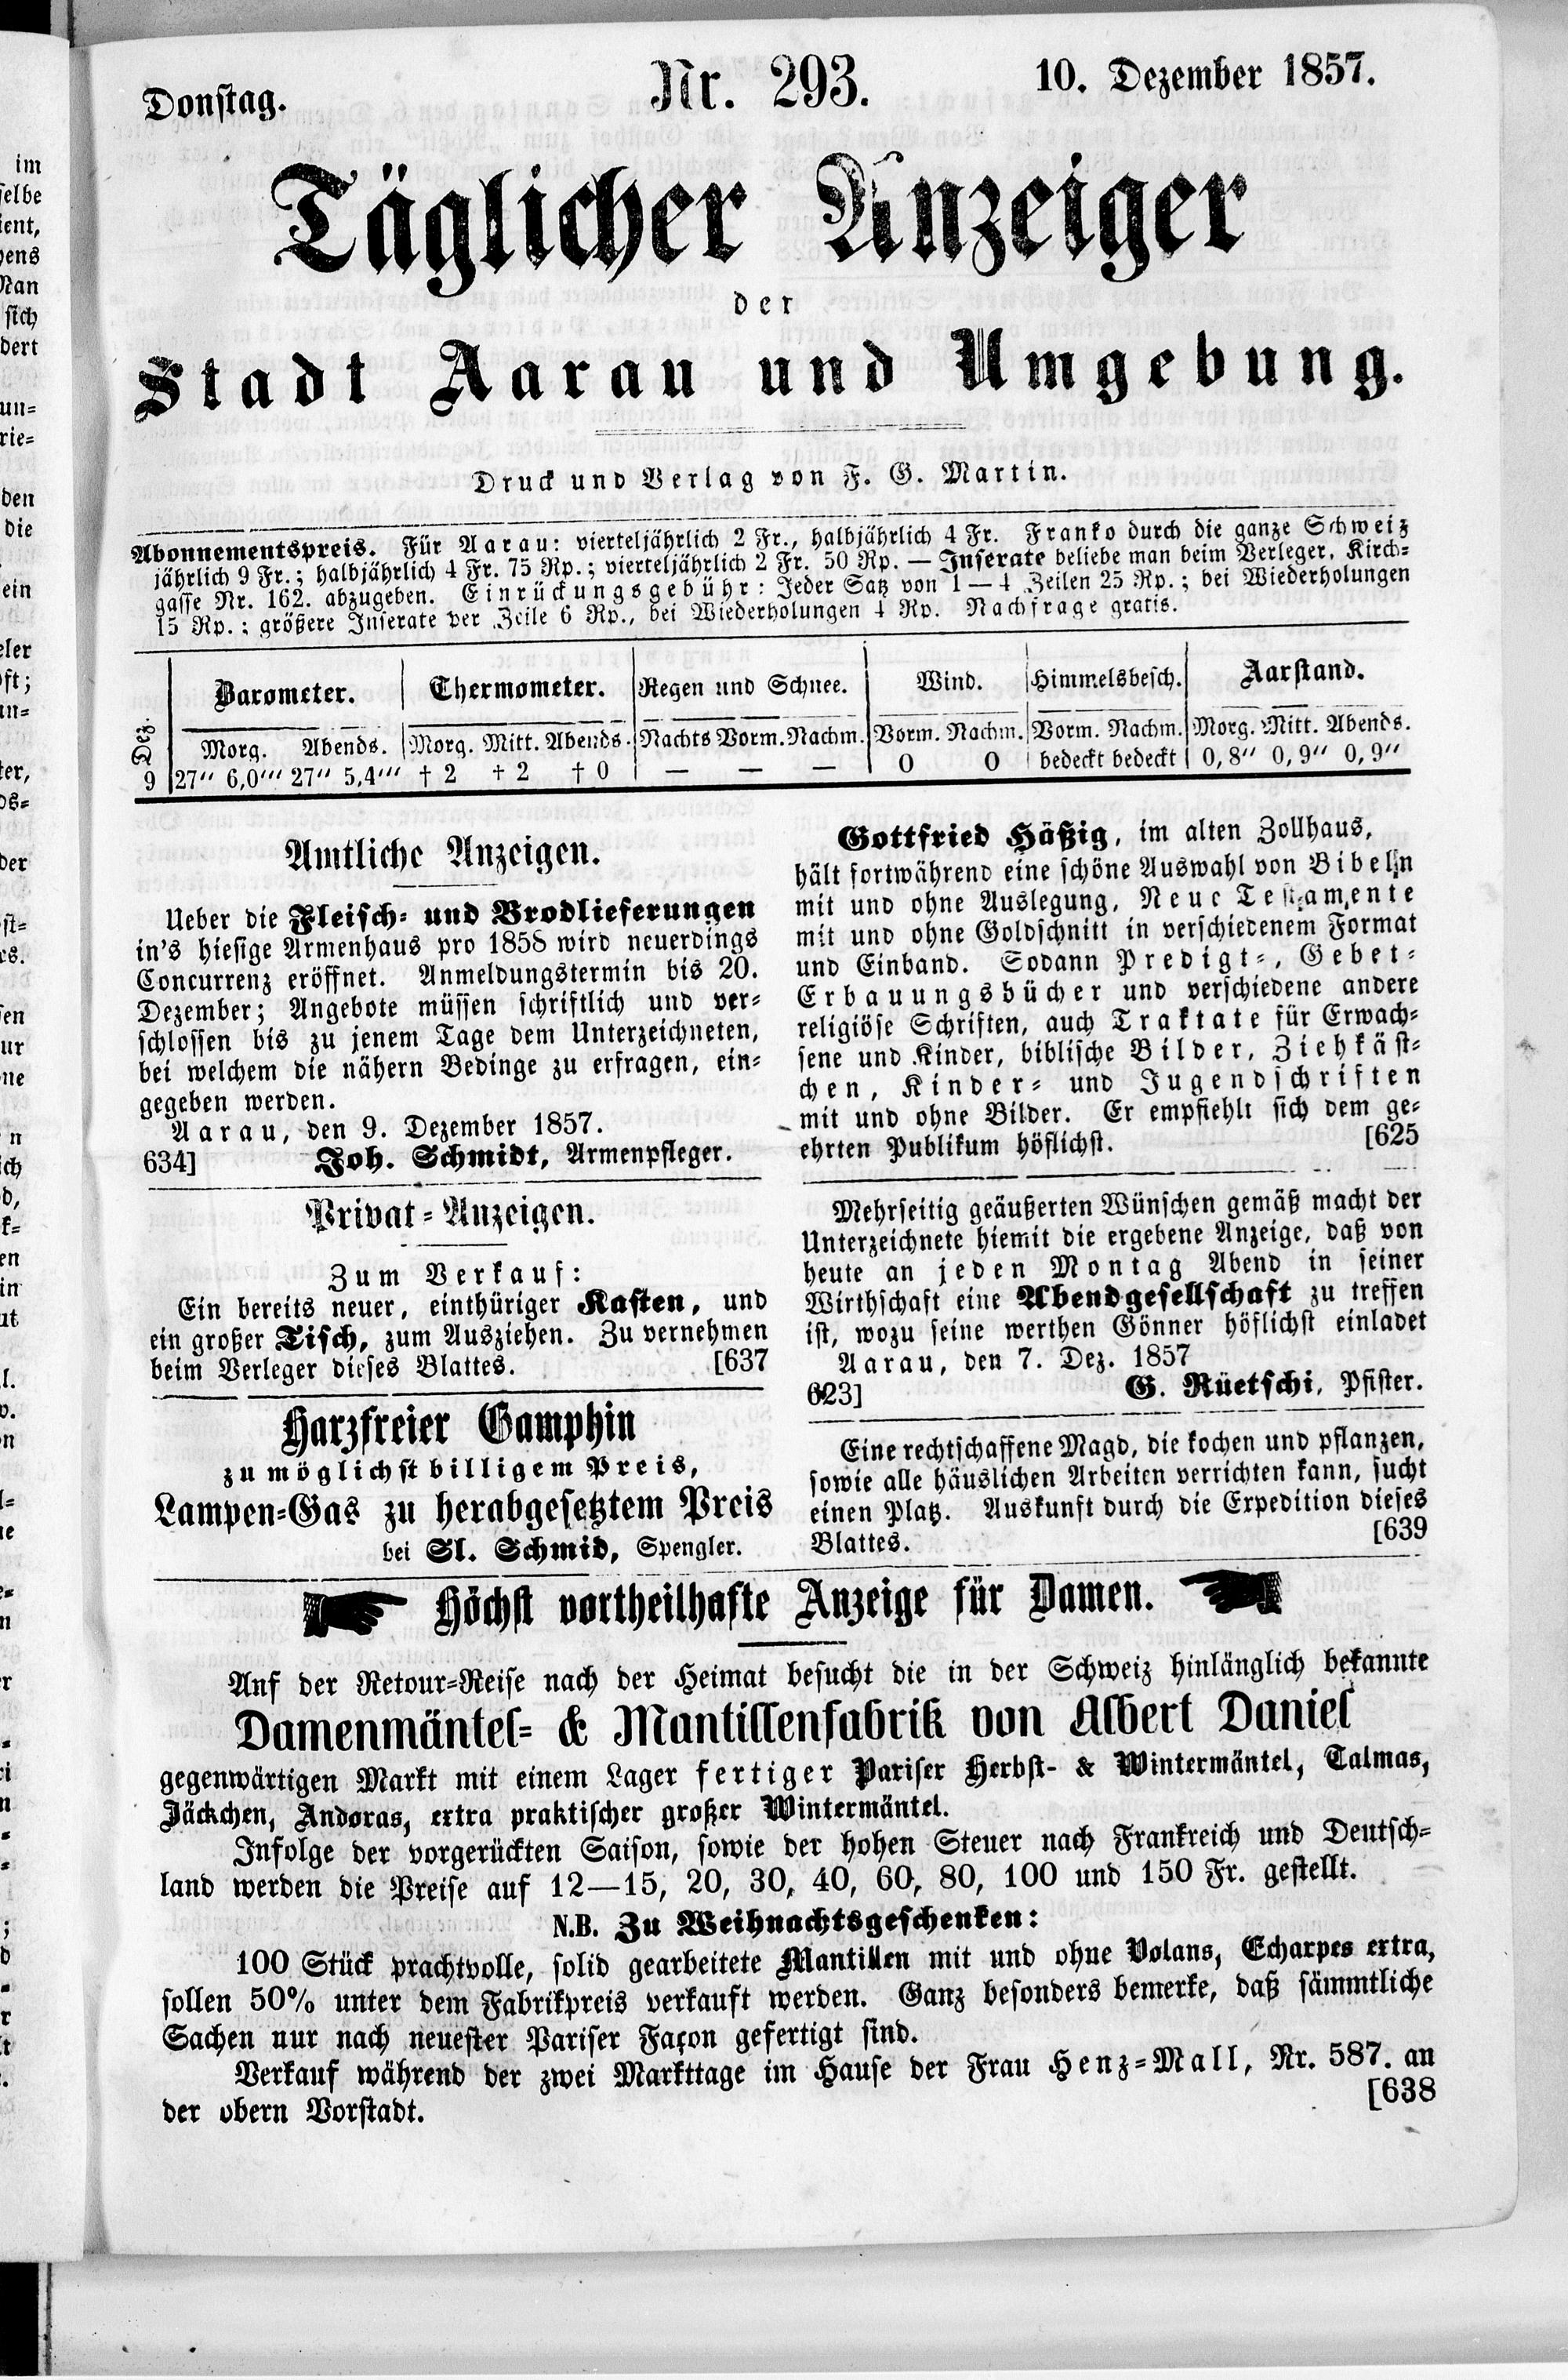 Donstag. Nr. 293. 10. Dezember 1857.
Täglicher Anzeiger
der
Stadt Aarau und Umgebung.
Druck und Verlag von F. G. Martin.
Abonnementspreis. Für Aarau: vierteljährlich 2 Fr., halbjährlich 4 Fr. Franko durch die ganze Schweiz
jährlich 9 Fr.; halbjährlich 4 Fr. 75 Rp.; vierteljährlich 2 Fr. 50 Rp. — Inserate beliebe man beim Verleger, Kirch-
gasse Nr. 162. abzugeben. Einrückungsgebühr: Jeder Satz von 1—4 Zeilen 25 Rp.; bei Wiederholungen
15 Rp.; größere Inserate per Zeile 6 Rp., bei Wiederholungen 4 Rp. Nachfrage gratis.
Dez. Barometer. Thermometer. Regen und Schnee. Wind. Himmelsbesch. Aarstand.
Morg. Abends. Morg. Mitt. Abends. Nachts Vorm. Nachm. Vorm. Nachm. Vorm. Nachm. Morg. Mitt. Abends.
9 27'' 6,0''' 27'' 5,4''' † 2 † 2 † 0 — — — O O bedeckt bedeckt 0,8'' 0,9'' 0,9''
Amtliche Anzeigen.
Ueber die Fleisch- und Brodlieferungen
in's hiesige Armenhaus pro 1858 wird neuerdings
Concurrenz eröffnet. Anmeldungstermin bis 20.
Dezember; Angebote müssen schriftlich und ver-
schlossen bis zu jenem Tage dem Unterzeichneten,
bei welchem die nähern Bedinge zu erfragen, ein-
gegeben werden.
Aarau, den 9. Dezember 1857.
634] Joh. Schmidt, Armenpfleger.
Privat-Anzeigen.
Zum Verkauf:
Ein bereits neuer, einthüriger Kasten, und
ein großer Tisch, zum Ausziehen. Zu vernehmen
beim Verleger dieses Blattes. [637
Harzfreier Gamphin
zu möglichst billigem Preis,
Lampen-Gas zu herabgesetztem Preis
bei Sl. Schmid, Spengler.
Gottfried Häßig, im alten Zollhaus,
hält fortwährend eine schöne Auswahl von Bibeln
mit und ohne Auslegung, Neue Testamente
mit und ohne Goldschnitt in verschiedenem Format
und Einband. Sodann Predigt-, Gebet-
Erbauungsbücher und verschiedene andere
religiöse Schriften, auch Traktate für Erwach-
sene und Kinder, biblische Bilder, Ziehkäst-
chen, Kinder- und Jugendschriften
mit und ohne Bilder. Er empfiehlt sich dem ge-
ehrten Publikum höflichst. [625
Mehrseitig geäußerten Wünschen gemäß macht der
Unterzeichnete hiemit die ergebene Anzeige, daß von
heute an jeden Montag Abend in seiner
Wirthschaft eine Abendgesellschaft zu treffen
ist, wozu seine werthen Gönner höflichst einladet
Aarau, den 7. Dez. 1857
623] G. Rüetschi, Pfister.
Eine rechtschaffene Magd, die kochen und pflanzen,
sowie alle häuslichen Arbeiten verrichten kann, sucht
einen Platz. Auskunft durch die Expedition dieses
Blattes. [639
Höchst vortheilhafte Anzeige für Damen.
Auf der Retour-Reise nach der Heimat besucht die in der Schweiz hinlänglich bekannte
Damenmäntel- & Mantillenfabrik von Albert Daniel
gegenwärtigen Markt mit einem Lager fertiger Pariser Herbst- & Wintermäntel, Talmas,
Jäckchen, Andoras, extra praktischer großer Wintermäntel.
Infolge der vorgerückten Saison, sowie der hohen Steuer nach Frankreich und Deutsch-
land werden die Preise auf 12—15, 20, 30, 40, 60, 80, 100 und 150 Fr. gestellt.
N.B. Zu Weihnachtsgeschenken:
100 Stück prachtvolle, solid gearbeitete Mantillen mit und ohne Volans, Echarpes extra,
sollen 50% unter dem Fabrikpreis verkauft werden. Ganz besonders bemerke, daß sämmtliche
Sachen nur nach neuester Pariser Façon gefertigt sind.
Verkauf während der zwei Markttage im Hause der Frau Henz-Mall, Nr. 587. an
der obern Vorstadt. [638